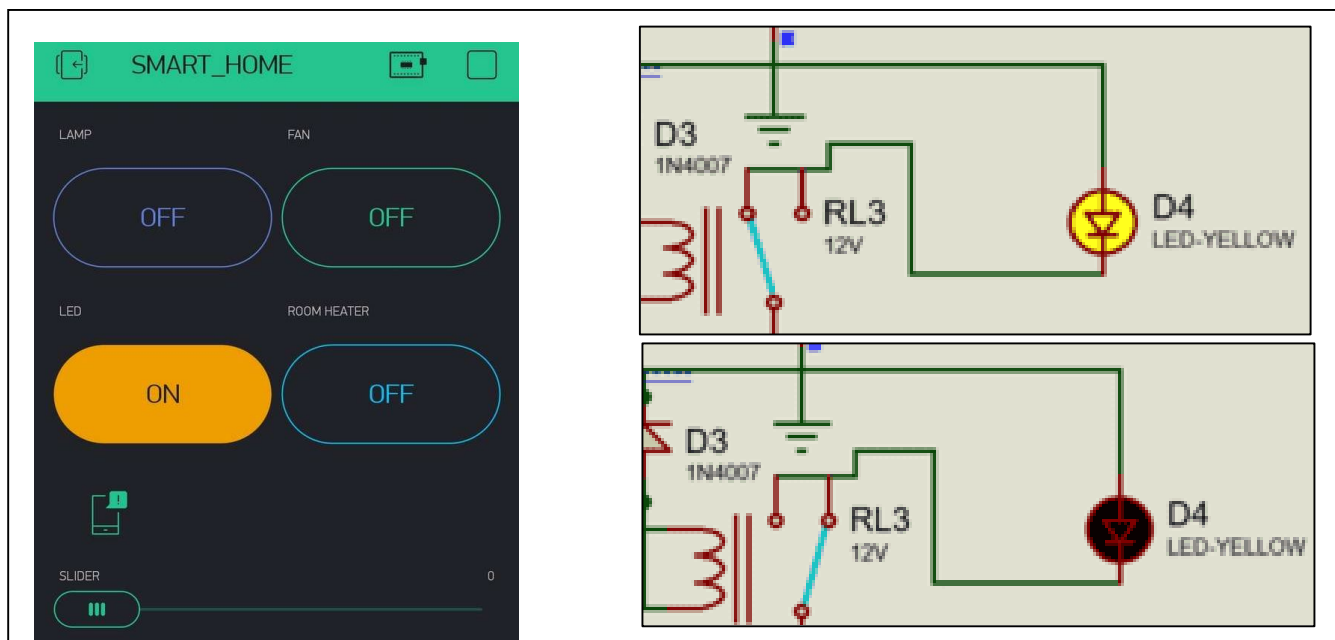 SMART_HOME
LAMP
FAN
OFF
OFF
LED
ROOM HEATER
ON
OFF
SLIDER
0
D3
1N4007
RL3
12V
D4
LED-YELLOW
D3
1N4007
RL3
12V
D4
LED-YELLOW